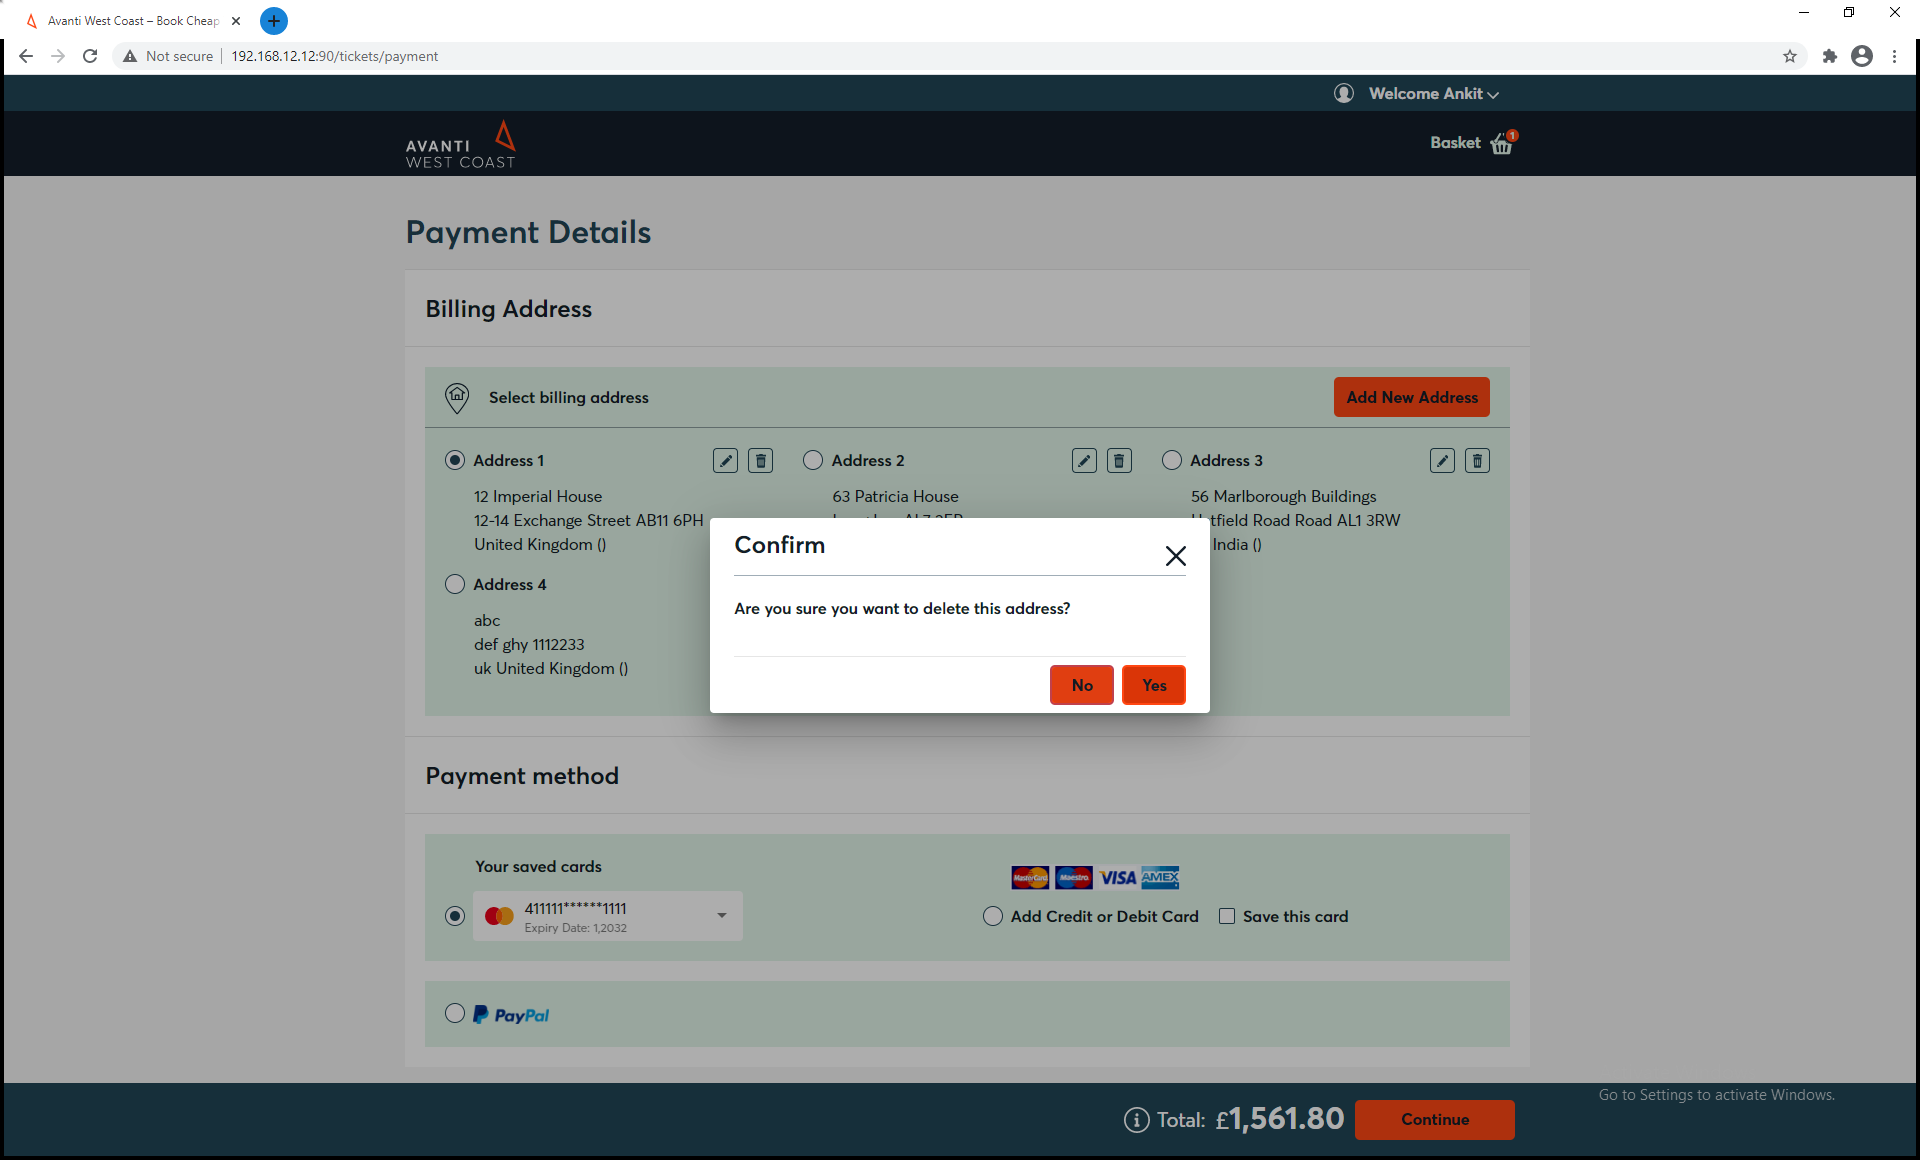 Avanti West Coast – Book Cheap
Not secure
192.168.12.12:90/tickets/payment
Welcome Ankit
AVANTI
WEST COAST
Basket 1
Payment Details
Billing Address
Select billing address
Add New Address
Address 1
12 Imperial House
12-14 Exchange Street AB11 6PH
United Kingdom ()
Address 2
63 Patricia House
Address 3
56 Marlborough Buildings
Road Road AL1 3RW
India ()
Address 4
abc
def ghy 1112233
uk United Kingdom ()
Confirm
Are you sure you want to delete this address?
No
Yes
Payment method
Your saved cards
411111******1111
Expiry Date: 1,2032
MasterCard
Maestro
VISA
AMEX
Add Credit or Debit Card
Save this card
PayPal
Go to Settings to activate Windows.
Total: £1,561.80
Continue